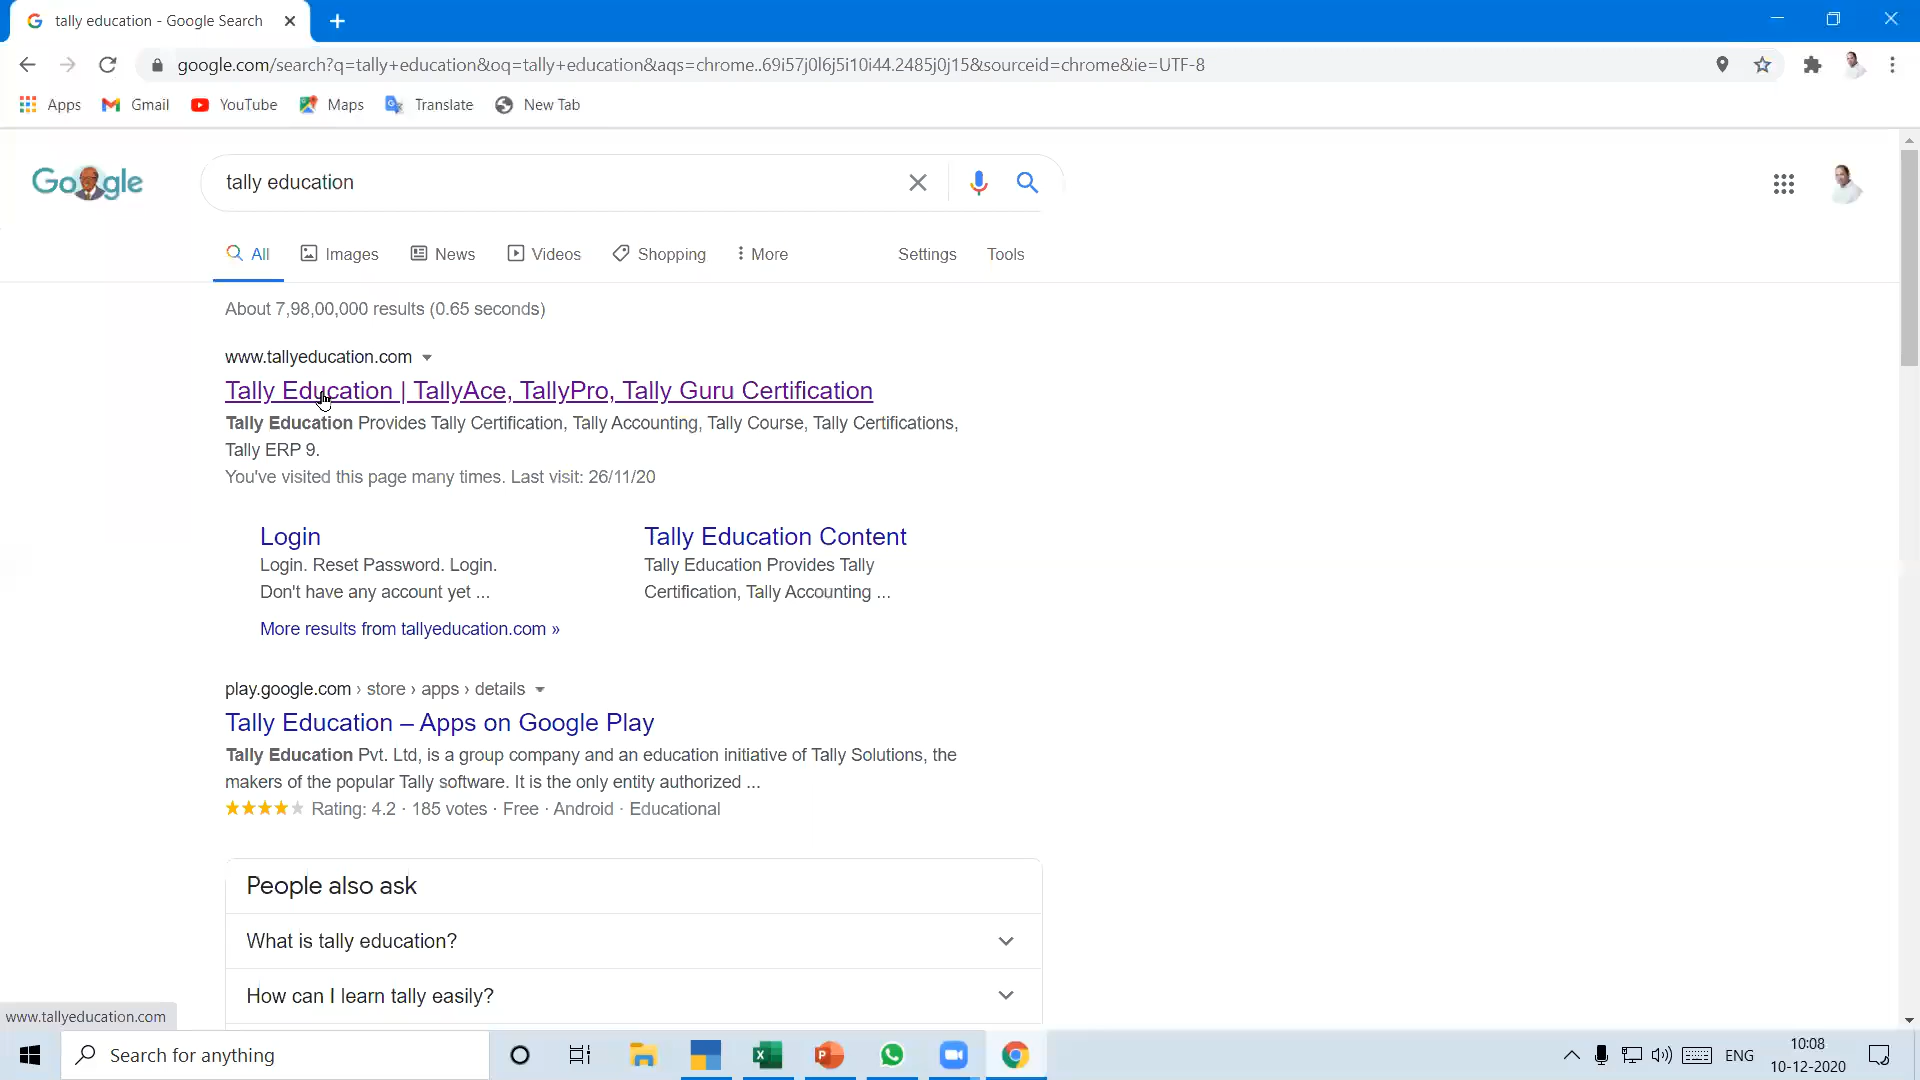 tally education - Google Search
google.com/search?q=tally+education&oq=tally+education&aqs=chrome..69i57j0l6j5i10i44.2485j0j15&sourceid=chrome&ie=UTF-8
Apps Gmail YouTube Maps Translate New Tab
Google
tally education
All Images News Videos Shopping More Settings Tools
About 7,98,00,000 results (0.65 seconds)
www.tallyeducation.com
Tally Education | TallyAce, TallyPro, Tally Guru Certification
Tally Education Provides Tally Certification, Tally Accounting, Tally Course, Tally Certifications,
Tally ERP 9.
You've visited this page many times. Last visit: 26/11/20
Login
Login. Reset Password. Login.
Don't have any account yet ...
Tally Education Content
Tally Education Provides Tally
Certification, Tally Accounting ...
More results from tallyeducation.com »
play.google.com › store › apps › details
Tally Education – Apps on Google Play
Tally Education Pvt. Ltd, is a group company and an education initiative of Tally Solutions, the
makers of the popular Tally software. It is the only entity authorized ...
Rating: 4.2 · 185 votes · Free · Android · Educational
People also ask
What is tally education?
How can I learn tally easily?
www.tallyeducation.com
Search for anything
ENG
10:08
10-12-2020